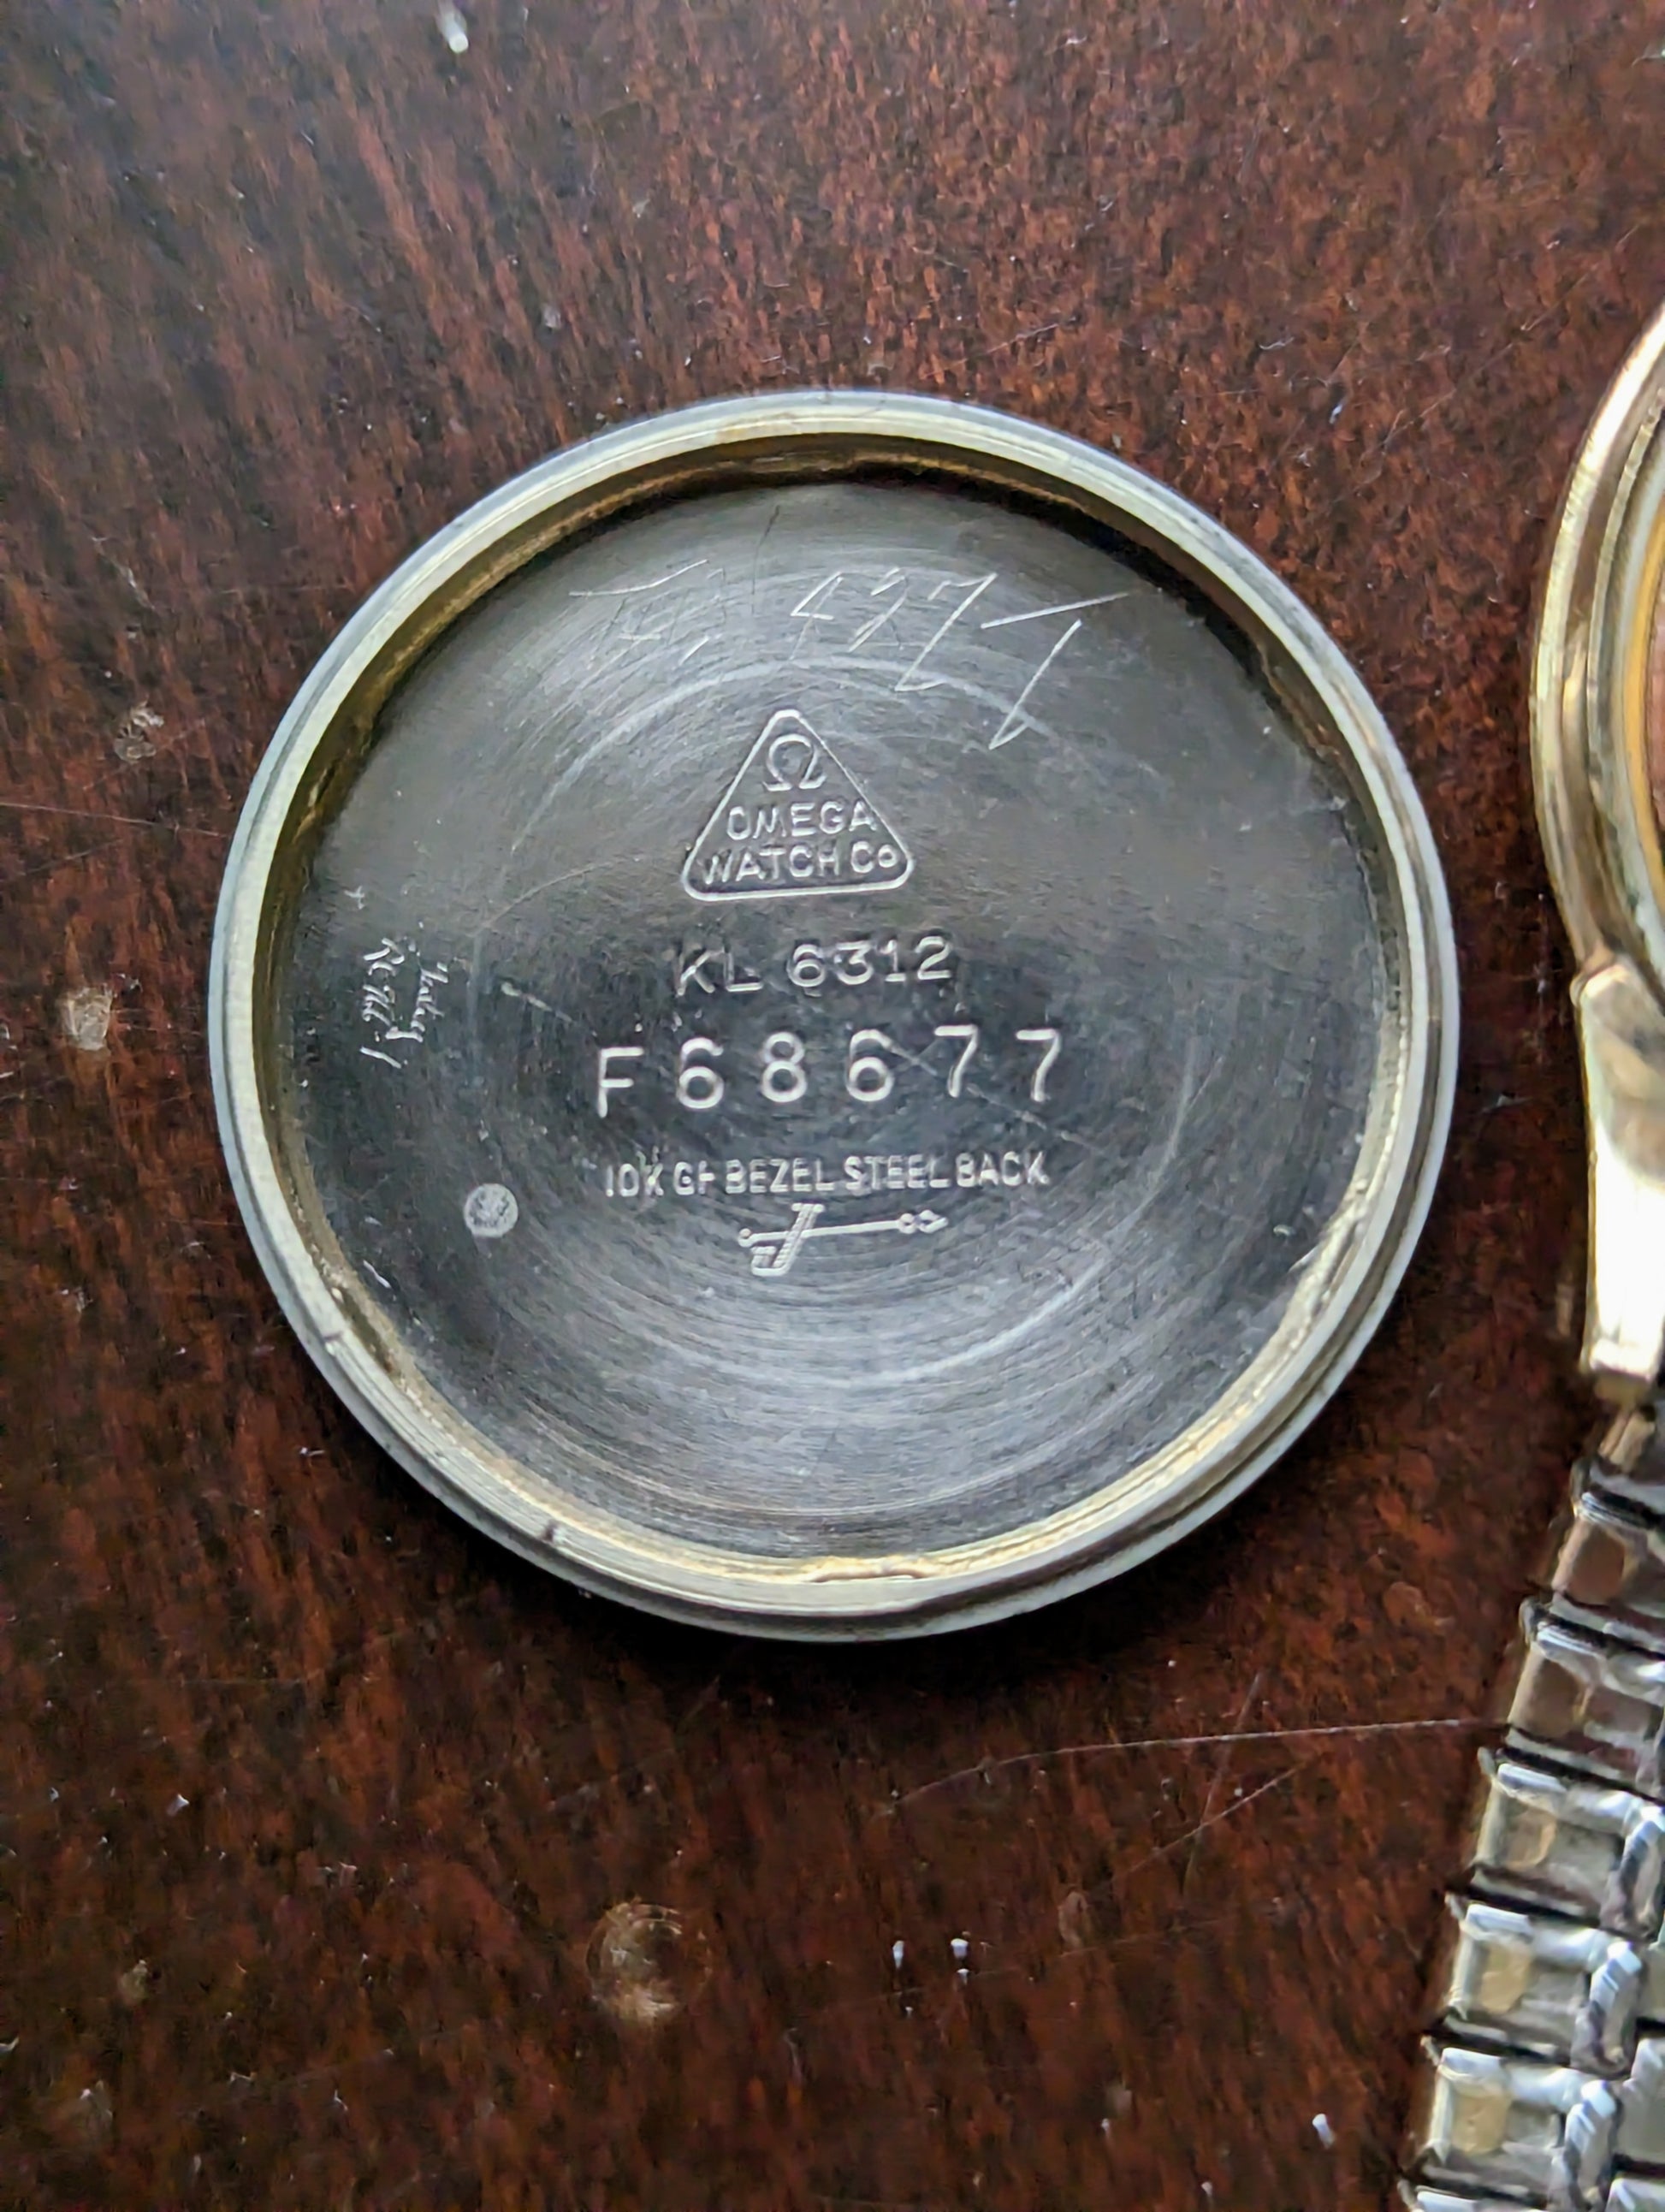 Ω
OMEGA
WATCH Co
KL 6312
F68677
10K GF BEZEL STEEL BACK